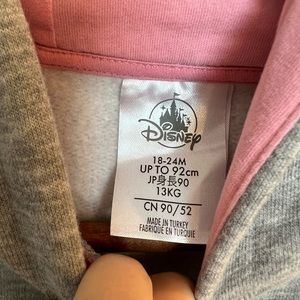 Disney
18-24M
UP TO 92cm
JP身長90
13KG
CN 90/52
MADE IN TURKEY
FABRIQUE EN TURQUIE